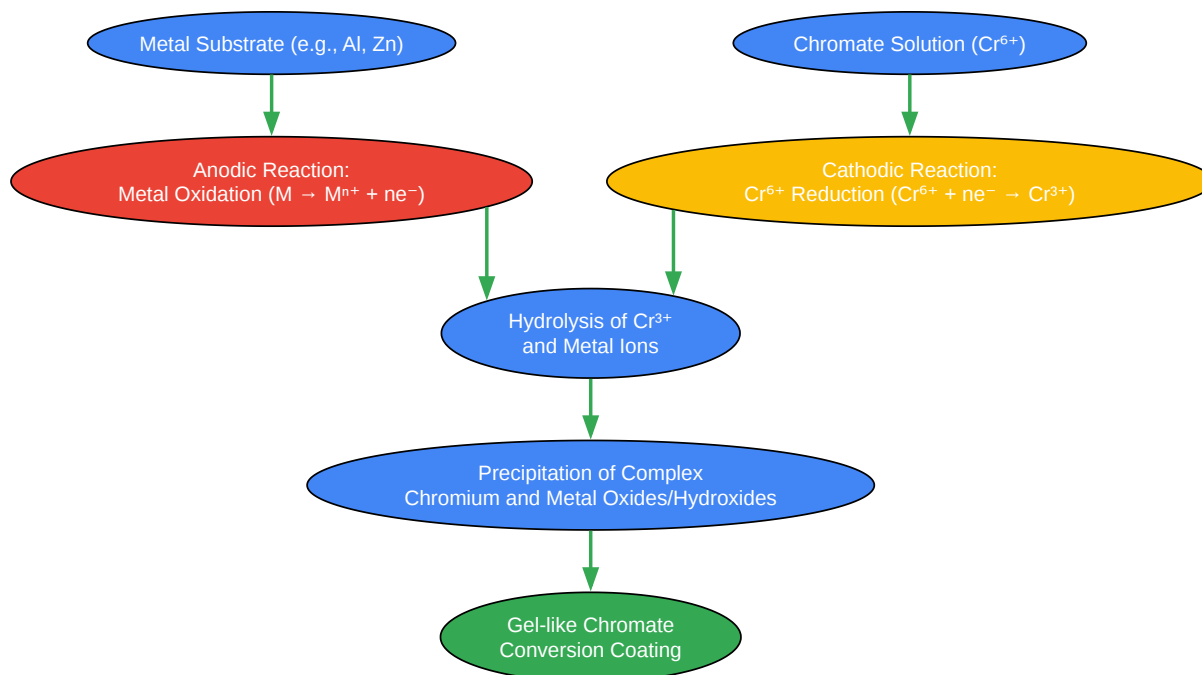 Metal Substrate (e.g., Al, Zn)
Chromate Solution (Cr⁶⁺)
Anodic Reaction:
Metal Oxidation (M → Mⁿ⁺ + ne⁻)
Cathodic Reaction:
Cr⁶⁺ Reduction (Cr⁶⁺ + ne⁻ → Cr³⁺)
Hydrolysis of Cr³⁺
and Metal Ions
Precipitation of Complex
Chromium and Metal Oxides/Hydroxides
Gel-like Chromate
Conversion Coating